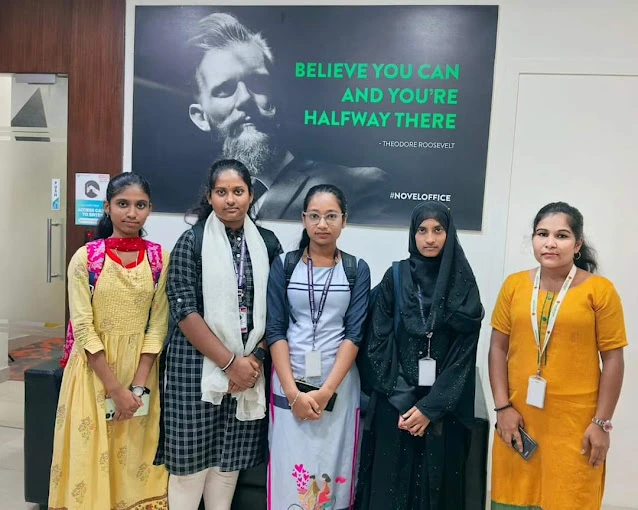 BELIEVE YOU CAN
AND YOU'RE
HALFWAY THERE
- THEODORE ROOSEVELT
#NOVELOFFICE